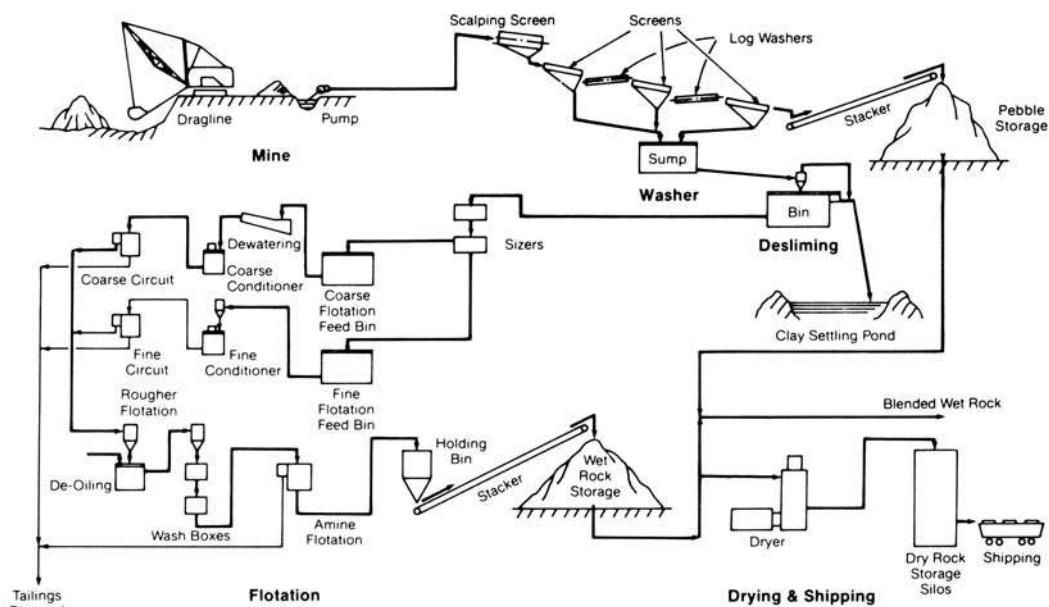 Scalping Screen
Screens
Log Washers
Dragline
Pump
Stacker
Pebble
Storage
Mine
Sump
Washer
Bin
Desliming
Dewatering
Sizers
Coarse Circuit
Coarse
Conditioner
Coarse
Flotation
Feed Bin
Clay Settling Pond
Fine
Circuit
Fine
Conditioner
Fine
Flotation
Feed Bin
Rougher
Flotation
Blended Wet Rock
Holding
Bin
Stacker
Wet
Rock
Storage
De-Oiling
Wash Boxes
Amine
Flotation
Dryer
Dry Rock
Storage
Silos
Shipping
Tailings
Flotation
Drying & Shipping